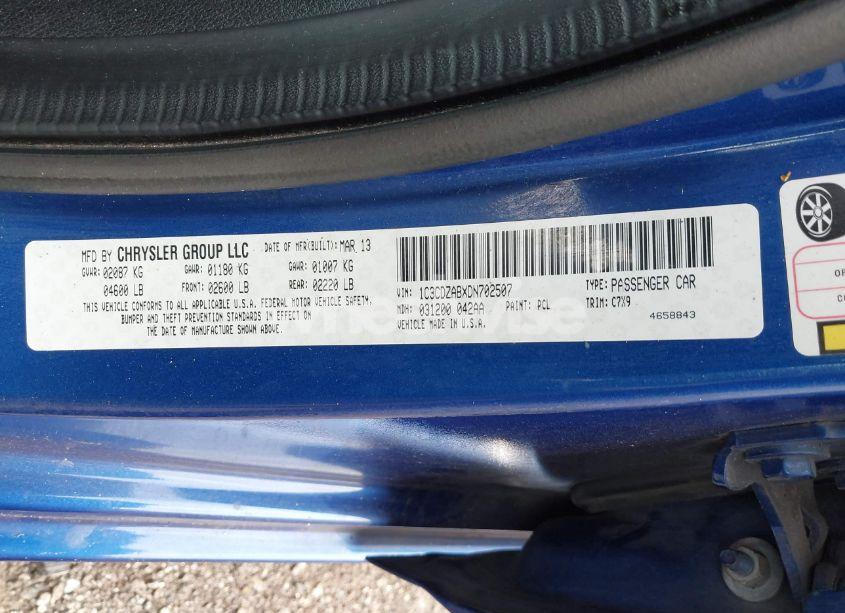 MFD BY CHRYSLER GROUP LLC DATE OF MFR(BUILT): MAR 13
GVWR: 02087 KG GAWR: 01180 KG GAWR: 01007 KG
04600 LB FRONT: 02600 LB REAR: 02220 LB
THIS VEHICLE CONFORMS TO ALL APPLICABLE U.S.A. FEDERAL MOTOR VEHICLE SAFETY,
BUMPER AND THEFT PREVENTION STANDARDS IN EFFECT ON
THE DATE OF MANUFACTURE SHOWN ABOVE.
VIN: 1C3CDZABXDN702507 TYPE: PASSENGER CAR
MDH: 031200 042AA PAINT: PCL TRIM: C7X9
VEHICLE MADE IN U.S.A. 4658843